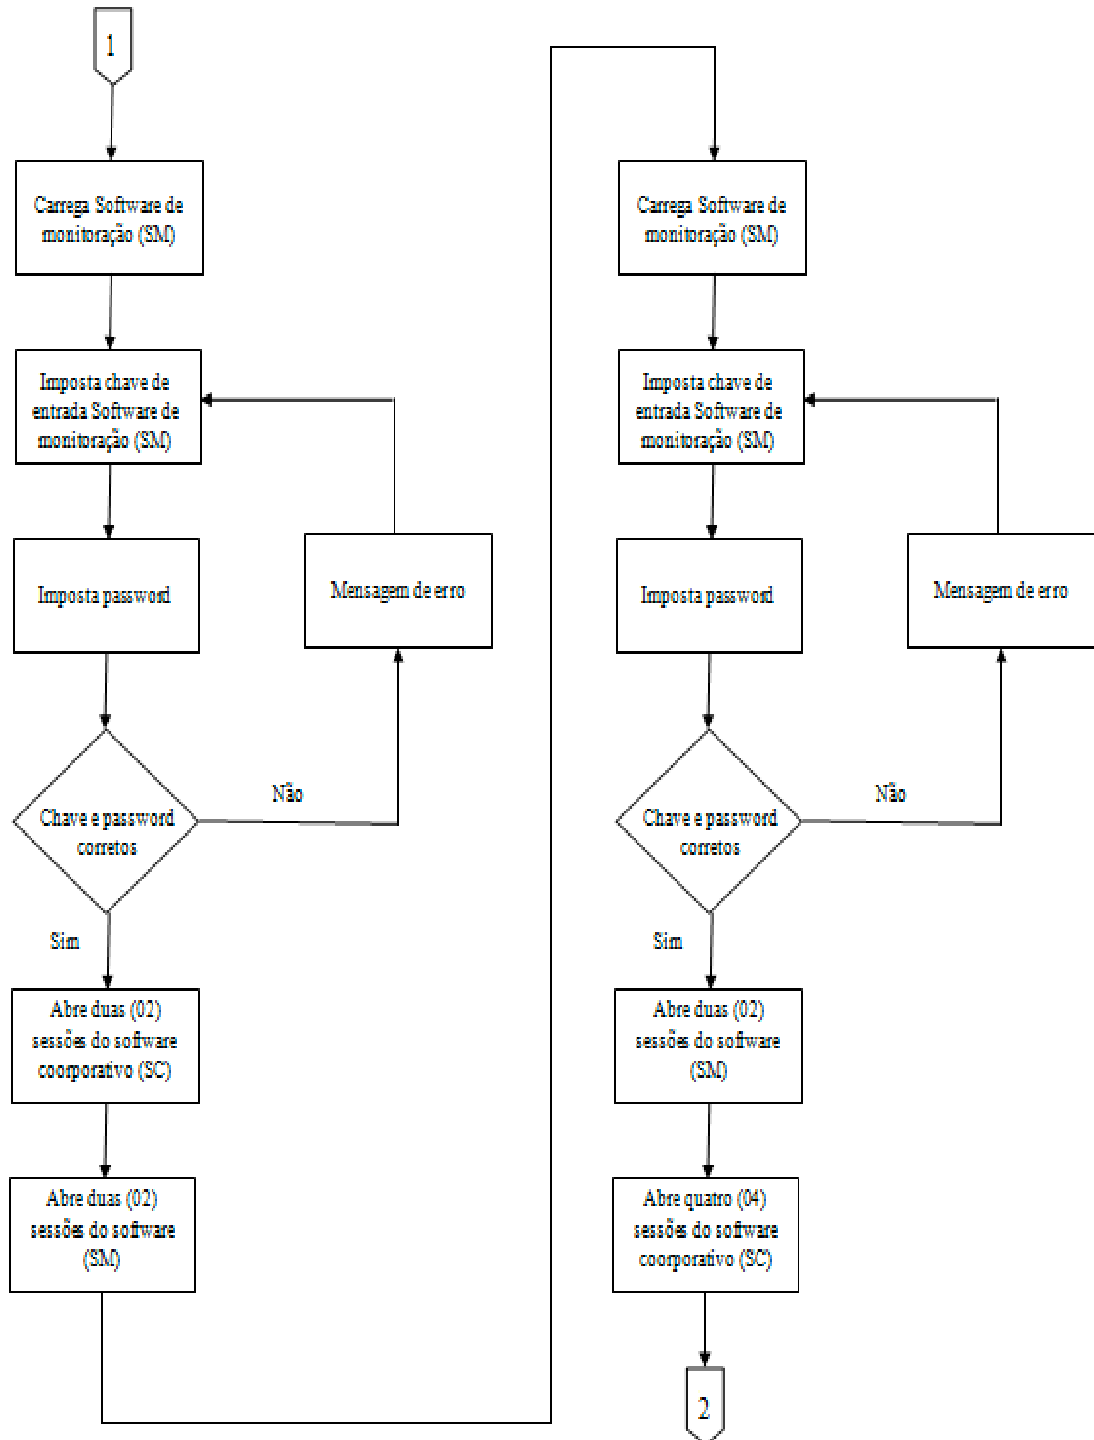 1
Carrega Software de
monitoração (SM)
Imposta chave de
entrada Software de
monitoração (SM)
Imposta password
Mensagem de erro
Chave e password
corretos
Não
Sim
Abre duas (02)
sessões do software
coorporativo (SC)
Abre duas (02)
sessões do software
(SM)
Carrega Software de
monitoração (SM)
Imposta chave de
entrada Software de
monitoração (SM)
Imposta password
Mensagem de erro
Chave e password
corretos
Não
Sim
Abre duas (02)
sessões do software
(SM)
Abre quatro (04)
sessões do software
coorporativo (SC)
2